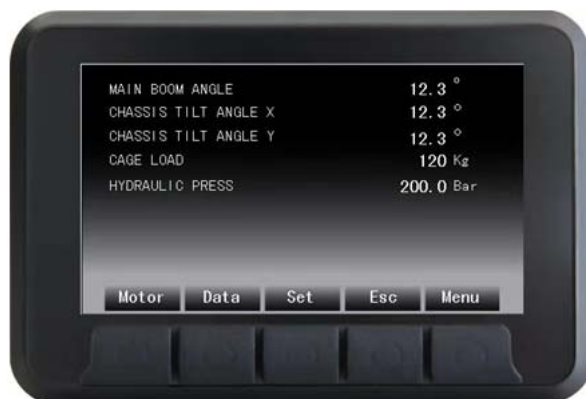 MAIN BOOM ANGLE 12.3 °
CHASSIS TILT ANGLE X 12.3 °
CHASSIS TILT ANGLE Y 12.3 °
CAGE LOAD 120 Kg
HYDRAULIC PRESS 200.0 Bar
Motor Data Set Esc Menu